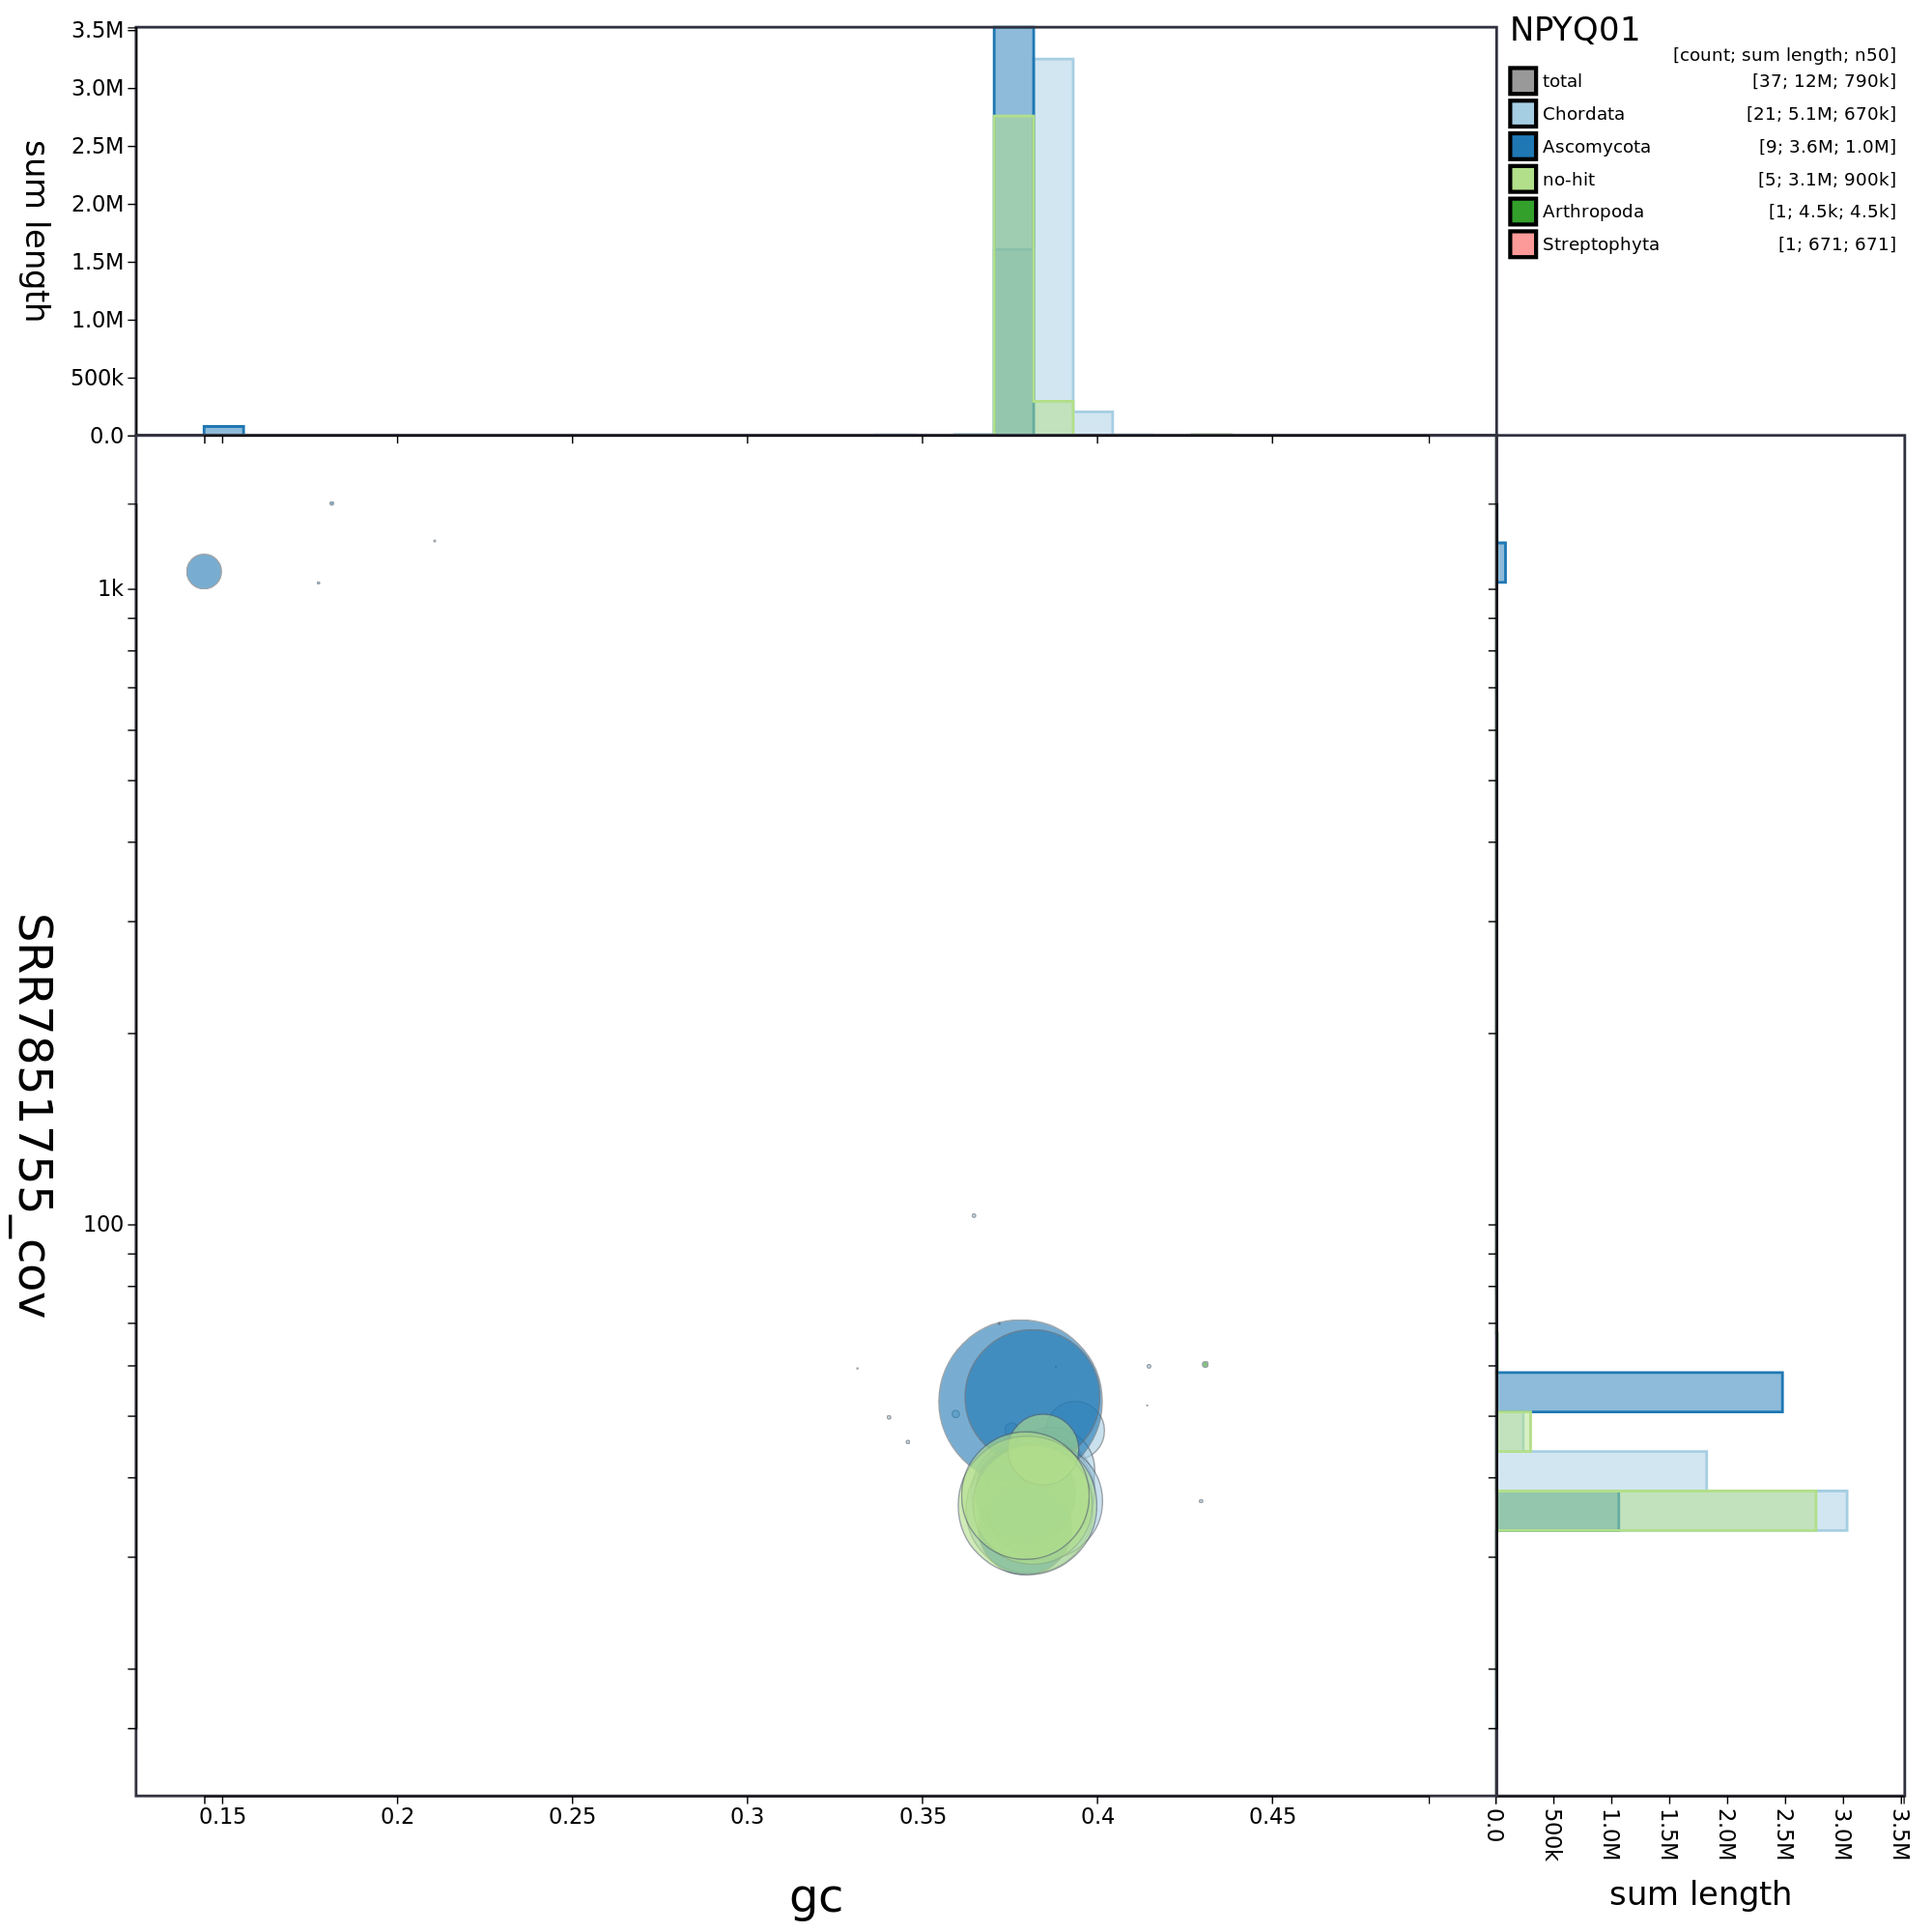 NPYQ01
[count; sum length; n50]
total [37; 12M; 790k]
Chordata [21; 5.1M; 670k]
Ascomycota [9; 3.6M; 1.0M]
no-hit [5; 3.1M; 900k]
Arthropoda [1; 4.5k; 4.5k]
Streptophyta [1; 671; 671]
sum length
3.5M
3.0M
2.5M
2.0M
1.5M
1.0M
500k
0.0
SRR7851755_cov
1k
100
0.15 0.2 0.25 0.3 0.35 0.4 0.45
gc
0.0 500k 1.0M 1.5M 2.0M 2.5M 3.0M 3.5M
sum length